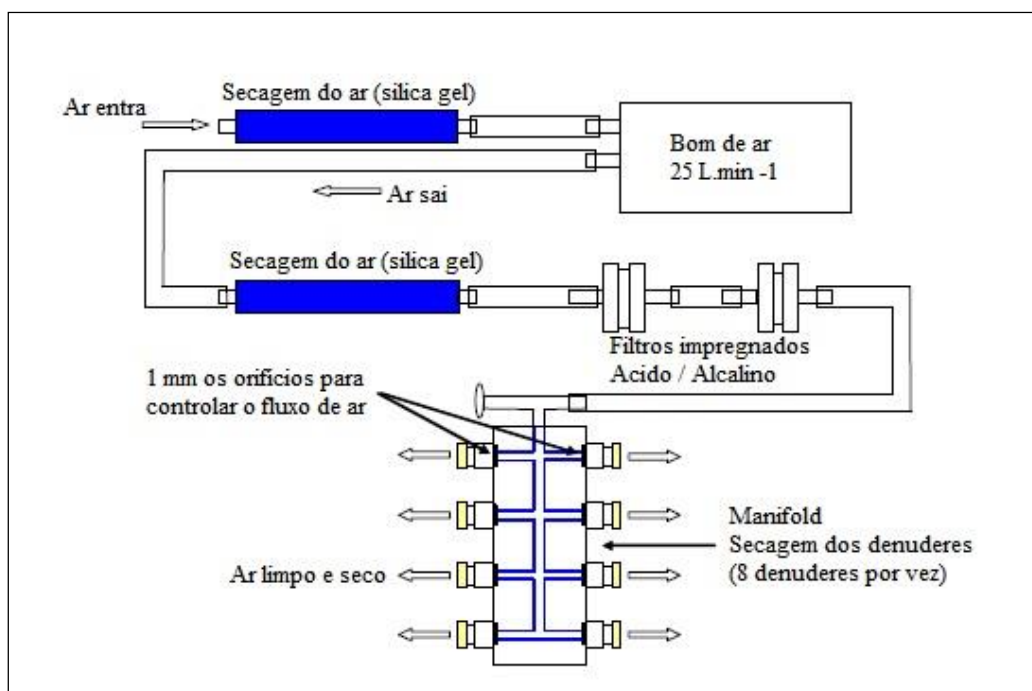 Secagem do ar (silica gel)
Ar entra
Bom de ar
25 L.min -1
Ar sai
Secagem do ar (silica gel)
Filtros impregnados
Acido / Alcalino
1 mm os orifícios para
controlar o fluxo de ar
Manifold
Secagem dos denuderes
(8 denuderes por vez)
Ar limpo e seco